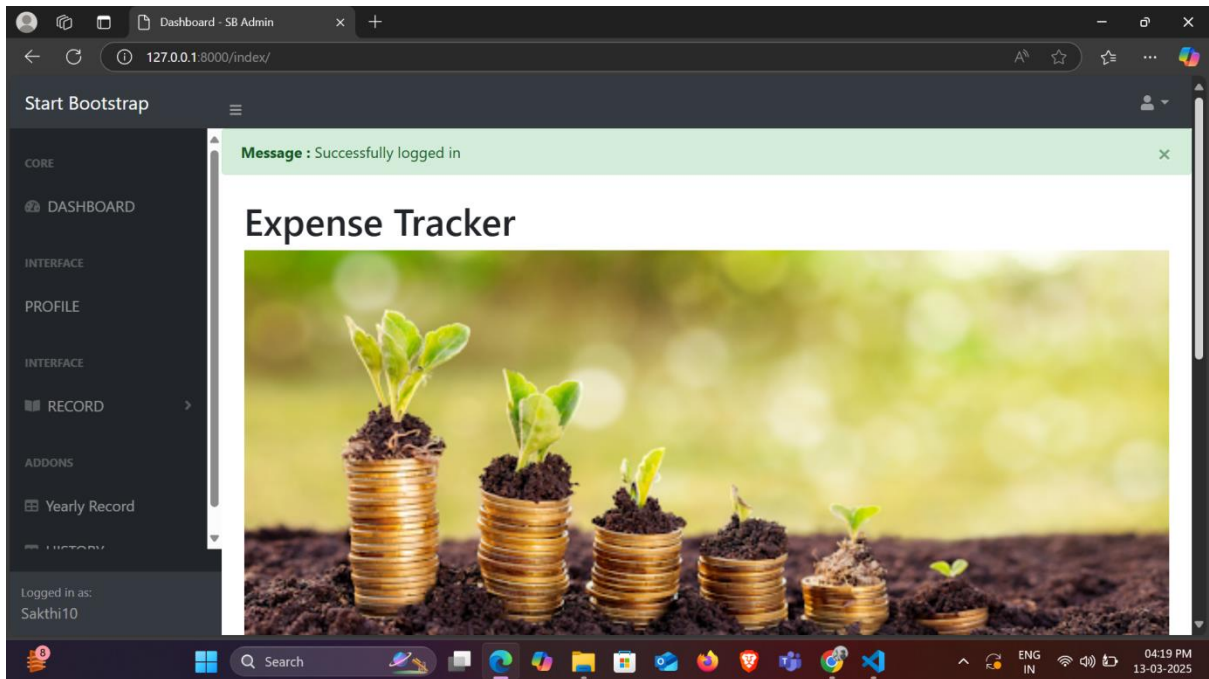 Dashboard - SB Admin
127.0.0.1:8000/index/
Start Bootstrap
Message : Successfully logged in
CORE
DASHBOARD
Expense Tracker
INTERFACE
PROFILE
INTERFACE
RECORD
ADDONS
Yearly Record
HISTORY
Logged in as:
Sakthi10
8
Search
ENG
IN
04:19 PM
13-03-2025